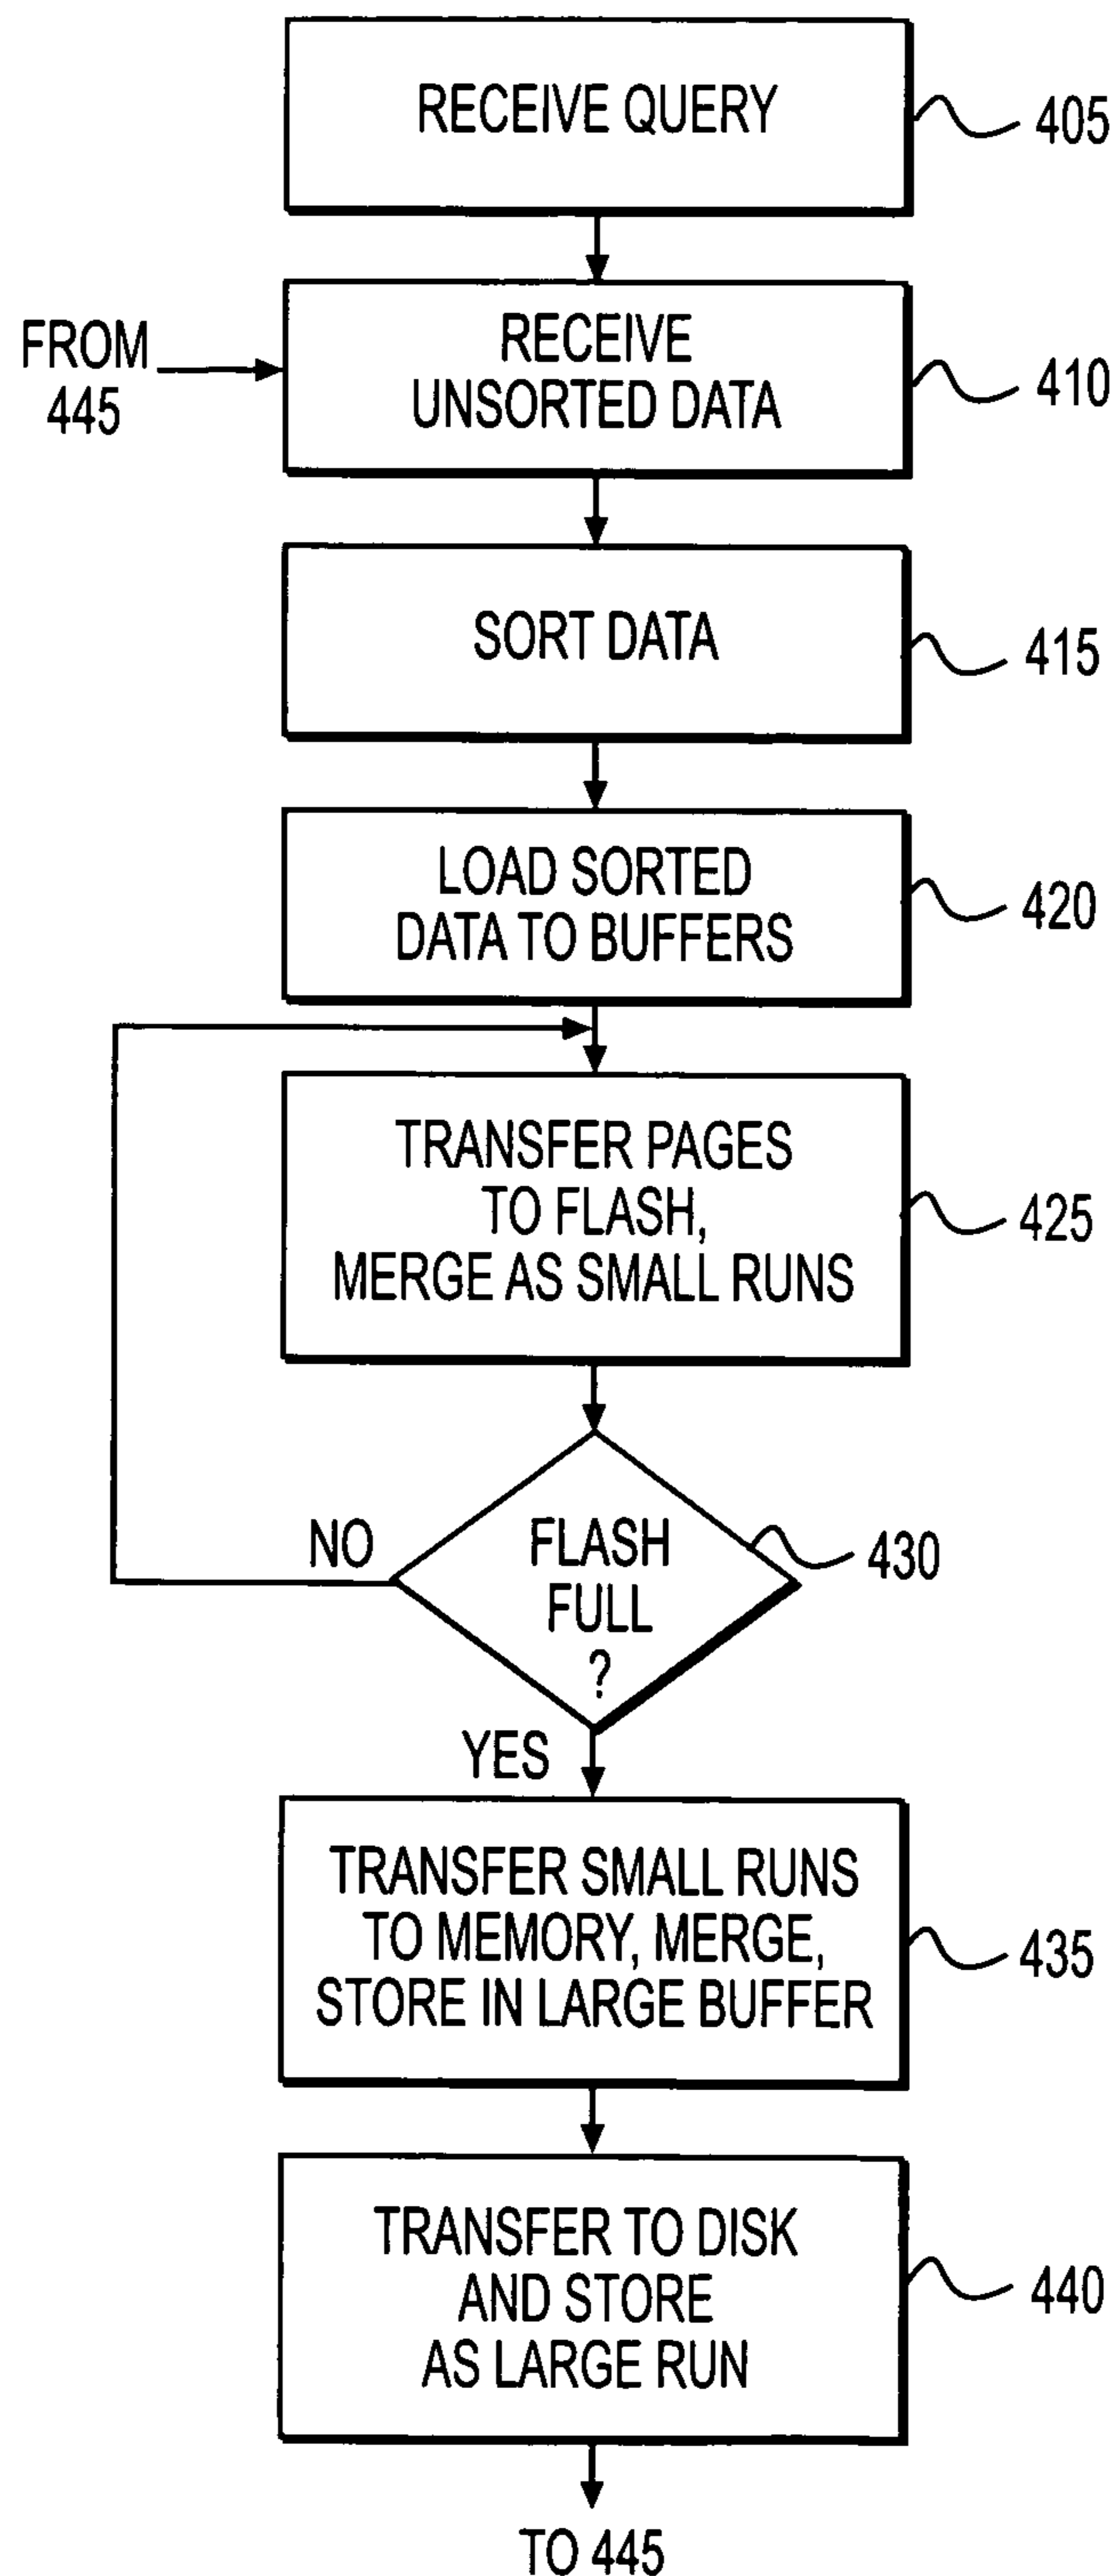 RECEIVE QUERY
405
FROM
445
RECEIVE
UNSORTED DATA
410
SORT DATA
415
LOAD SORTED
DATA TO BUFFERS
420
TRANSFER PAGES
TO FLASH,
MERGE AS SMALL RUNS
425
NO
FLASH
FULL
?
430
YES
TRANSFER SMALL RUNS
TO MEMORY, MERGE,
STORE IN LARGE BUFFER
435
TRANSFER TO DISK
AND STORE
AS LARGE RUN
440
TO 445